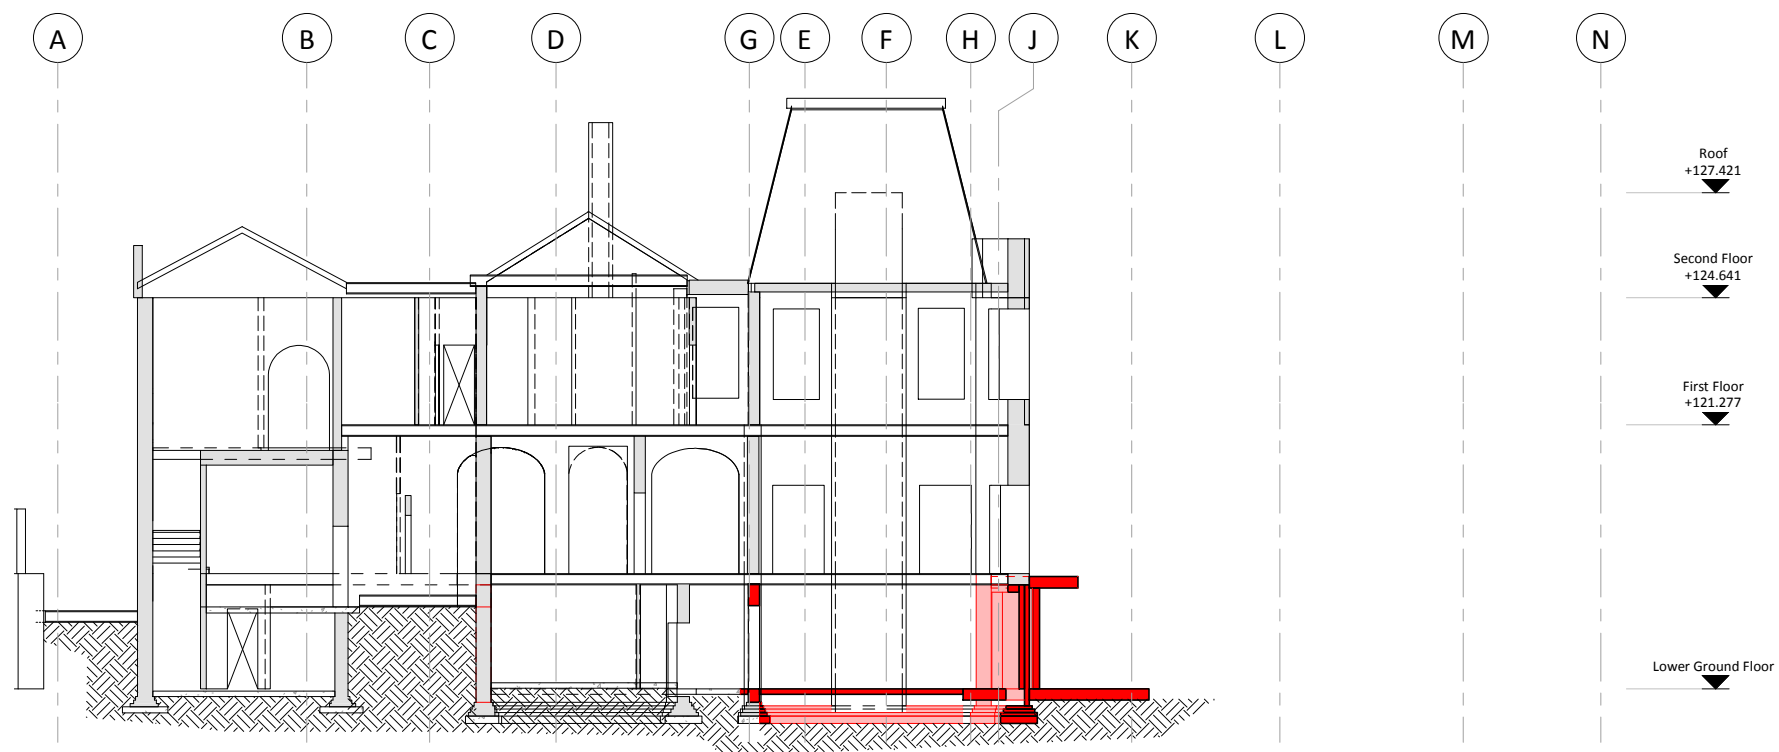 A B C D G E F H J K L M N
Roof
+127.421
Second Floor
+124.641
First Floor
+121.277
Lower Ground Floor